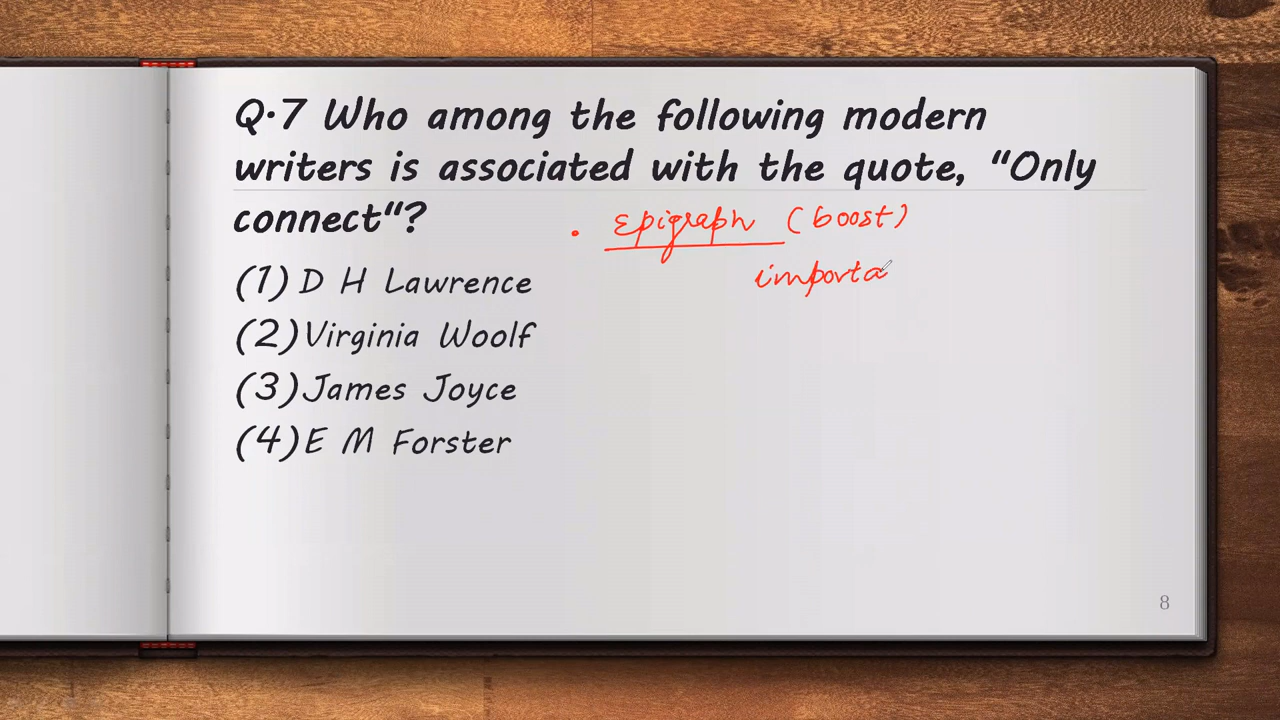 Q.7 Who among the following modern
writers is associated with the quote, "Only
connect"?
• Epigraph (boost)
importa
(1) D H Lawrence
(2) Virginia Woolf
(3) James Joyce
(4) E M Forster
8